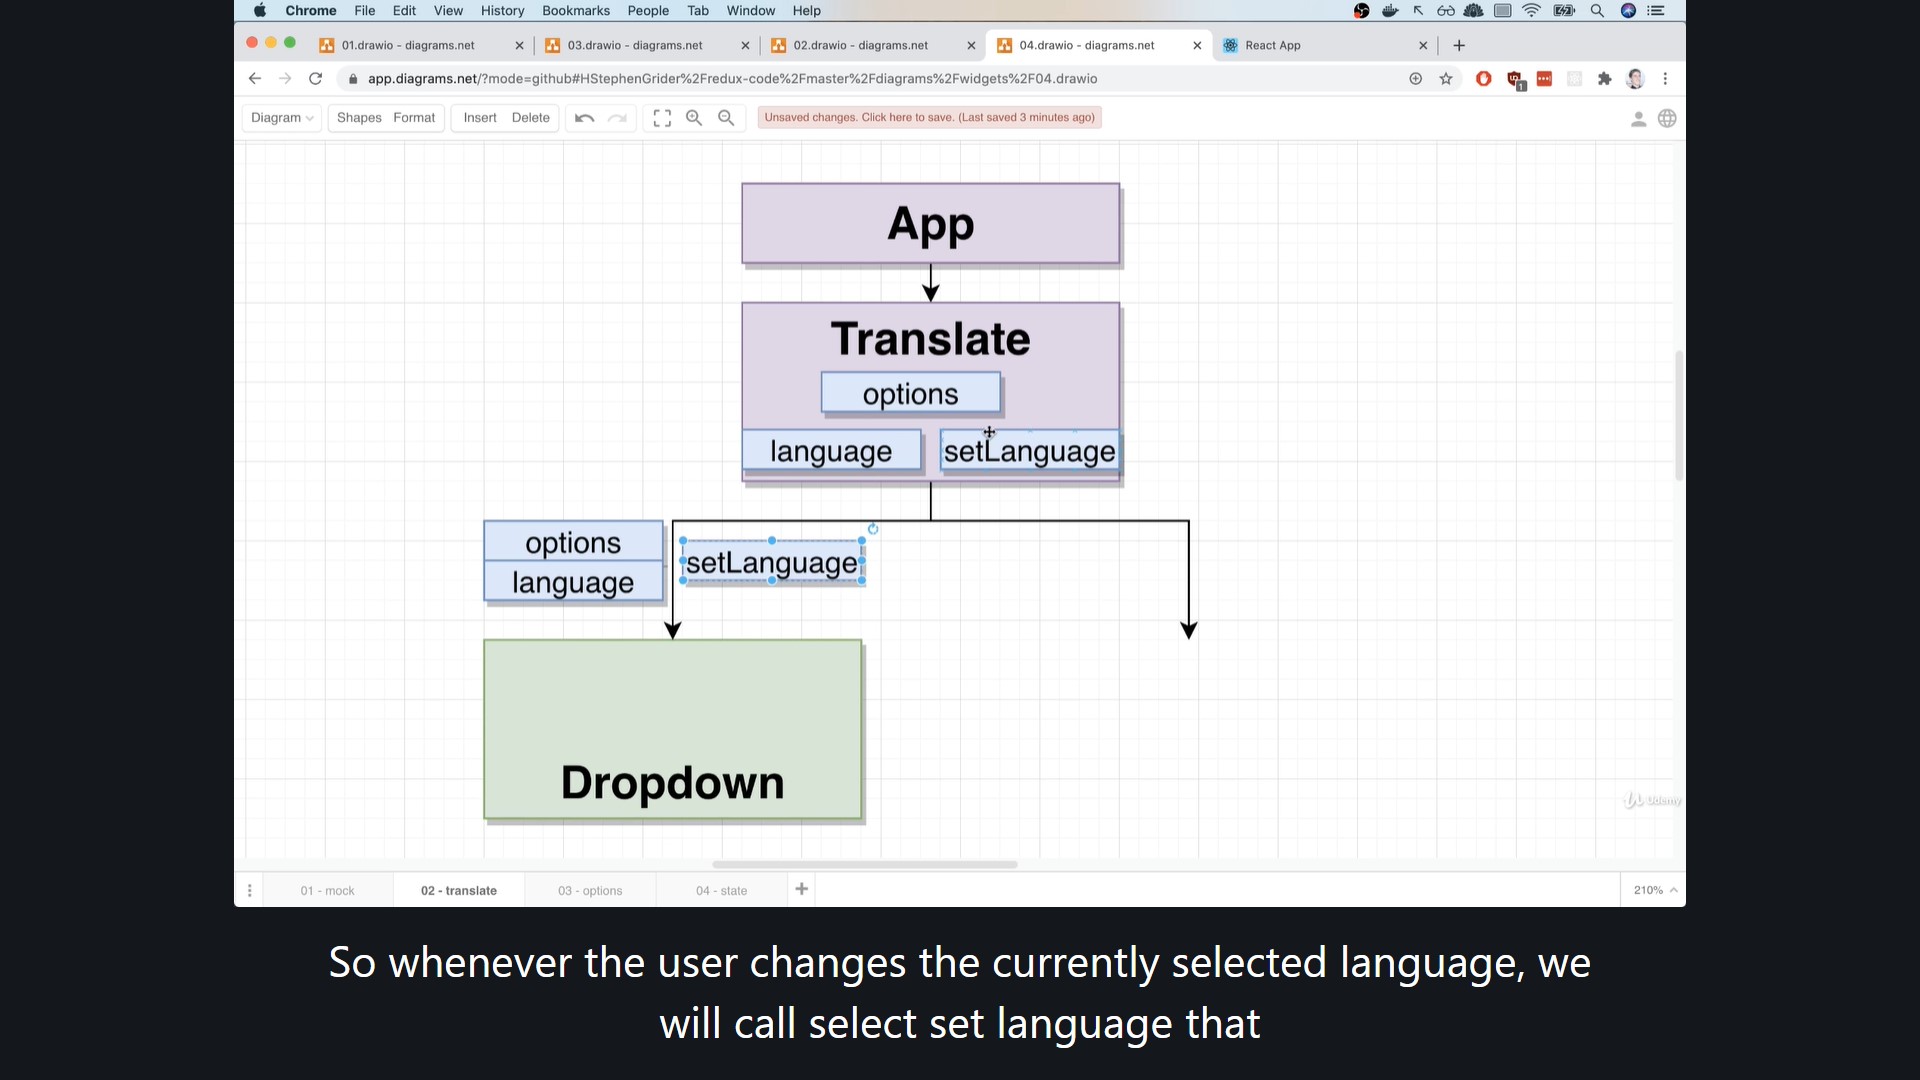 Chrome File Edit View History Bookmarks People Tab Window Help
01.drawio - diagrams.net
03.drawio - diagrams.net
02.drawio - diagrams.net
04.drawio - diagrams.net
React App
app.diagrams.net/?mode=github#HStephenGrider%2Fredux-code%2Fmaster%2Fdiagrams%2Fwidgets%2F04.drawio
1
Diagram Shapes Format Insert Delete
Unsaved changes. Click here to save. (Last saved 3 minutes ago)
App
Translate
options
language setLanguage
options
language
setLanguage
Dropdown
Udemy
01 - mock 02 - translate 03 - options 04 - state
210%
So whenever the user changes the currently selected language, we
will call select set language that